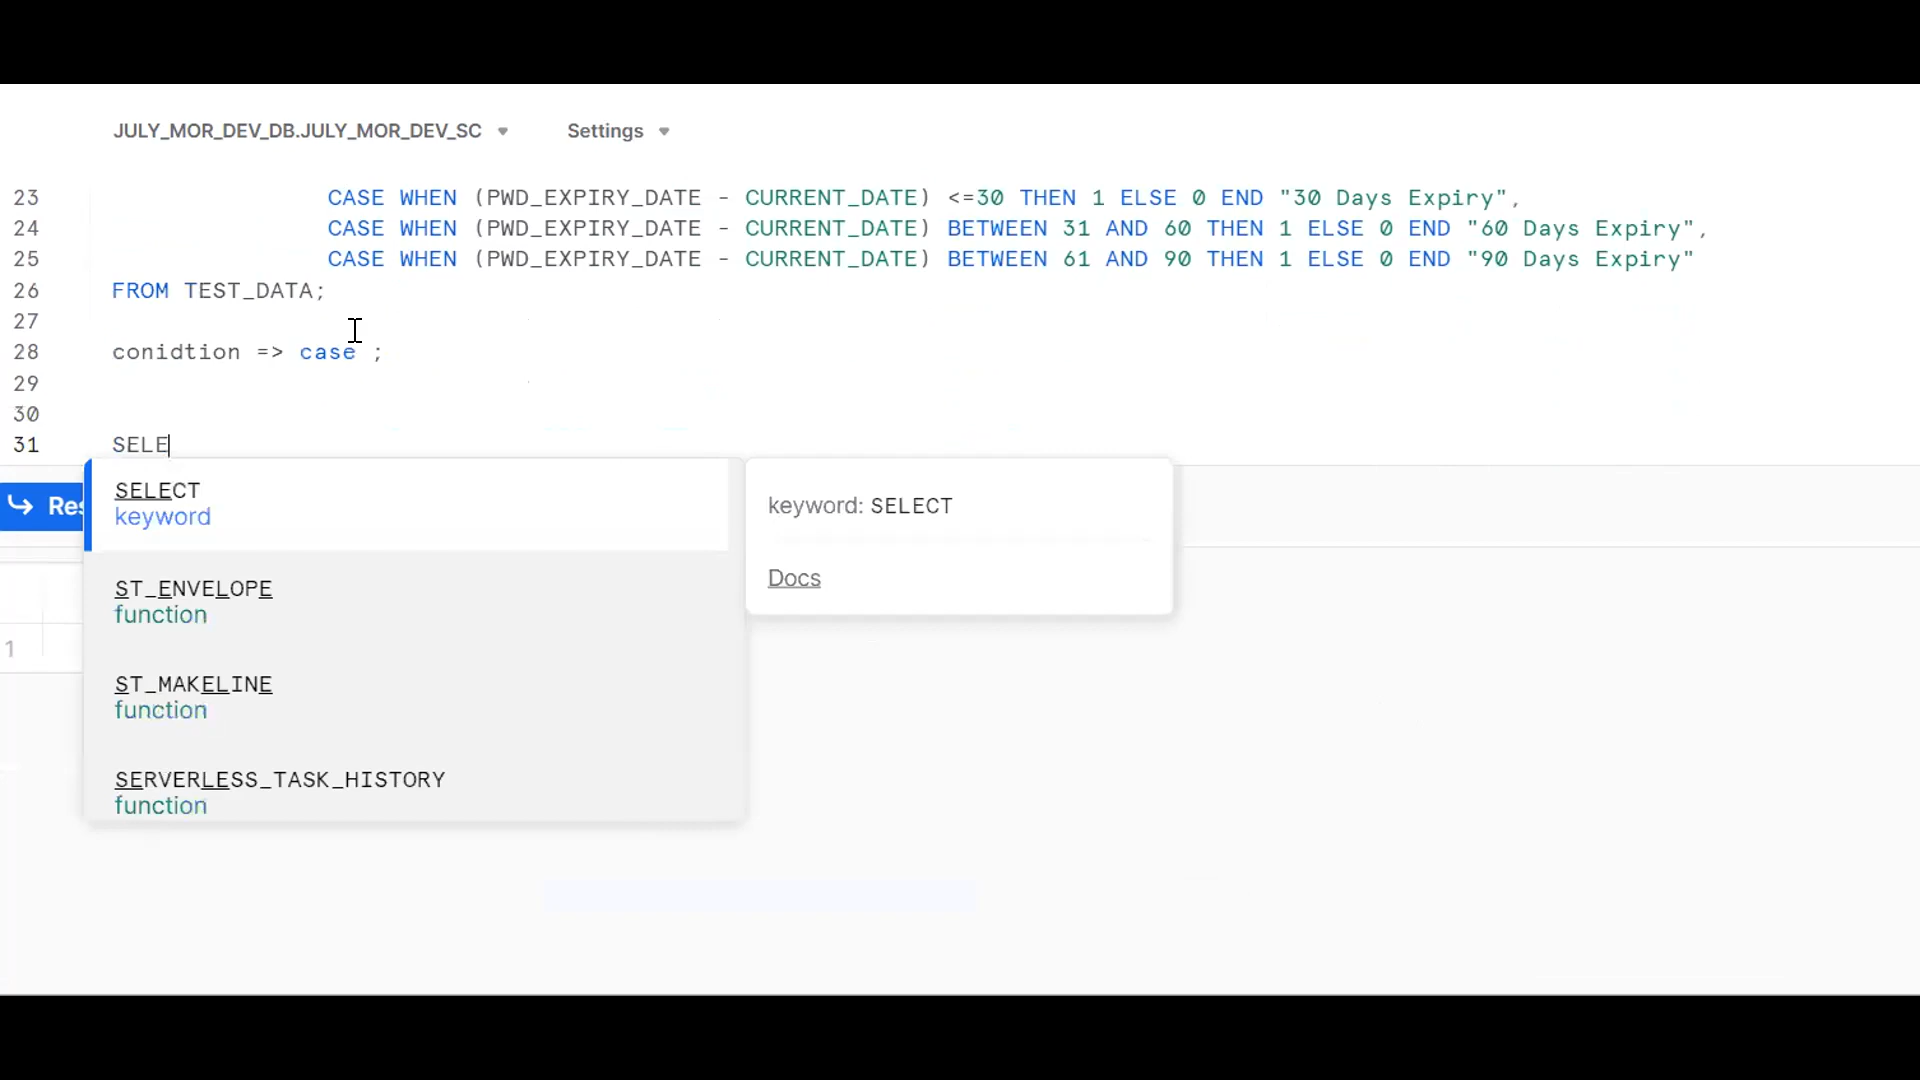 JULY_MOR_DEV_DB.JULY_MOR_DEV_SC Settings
23 CASE WHEN (PWD_EXPIRY_DATE - CURRENT_DATE) <=30 THEN 1 ELSE 0 END "30 Days Expiry",
24 CASE WHEN (PWD_EXPIRY_DATE - CURRENT_DATE) BETWEEN 31 AND 60 THEN 1 ELSE 0 END "60 Days Expiry",
25 CASE WHEN (PWD_EXPIRY_DATE - CURRENT_DATE) BETWEEN 61 AND 90 THEN 1 ELSE 0 END "90 Days Expiry"
26 FROM TEST_DATA;
27
28 conidtion => case ;
29
30
31 SELE
Res
SELECT
keyword
keyword: SELECT
Docs
ST_ENVELOPE
function
ST_MAKELINE
function
SERVERLESS_TASK_HISTORY
function
1